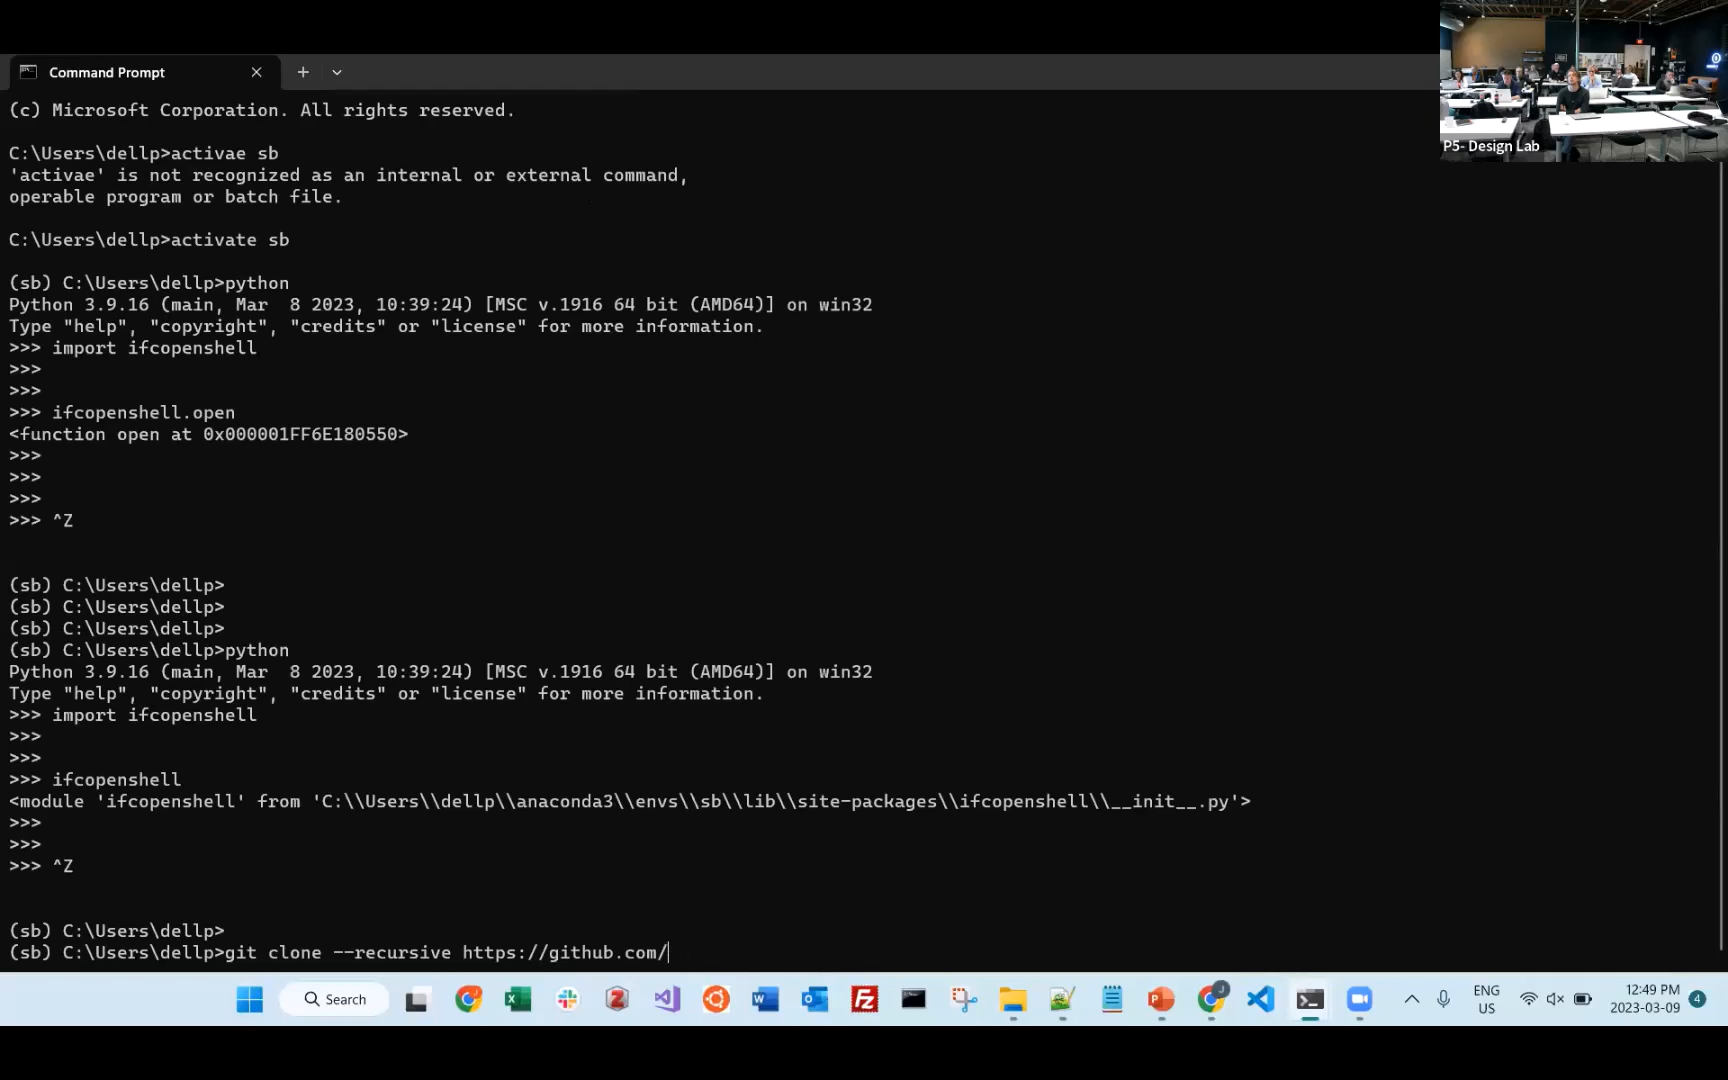 Command Prompt
P5- Design Lab
(c) Microsoft Corporation. All rights reserved.
C:\Users\dellp>activae sb
'activae' is not recognized as an internal or external command,
operable program or batch file.
C:\Users\dellp>activate sb
(sb) C:\Users\dellp>python
Python 3.9.16 (main, Mar  8 2023, 10:39:24) [MSC v.1916 64 bit (AMD64)] on win32
Type "help", "copyright", "credits" or "license" for more information.
>>> import ifcopenshell
>>>
>>>
>>> ifcopenshell.open
<function open at 0x000001FF6E180550>
>>>
>>>
>>>
>>> ^Z
(sb) C:\Users\dellp>
(sb) C:\Users\dellp>
(sb) C:\Users\dellp>
(sb) C:\Users\dellp>python
Python 3.9.16 (main, Mar  8 2023, 10:39:24) [MSC v.1916 64 bit (AMD64)] on win32
Type "help", "copyright", "credits" or "license" for more information.
>>> import ifcopenshell
>>>
>>>
>>> ifcopenshell
<module 'ifcopenshell' from 'C:\\Users\\dellp\\anaconda3\\envs\\sb\\lib\\site-packages\\ifcopenshell\\__init__.py'>
>>>
>>>
>>> ^Z
(sb) C:\Users\dellp>
(sb) C:\Users\dellp>git clone --recursive https://github.com/
Search
ENG
US
12:49 PM
2023-03-09
4